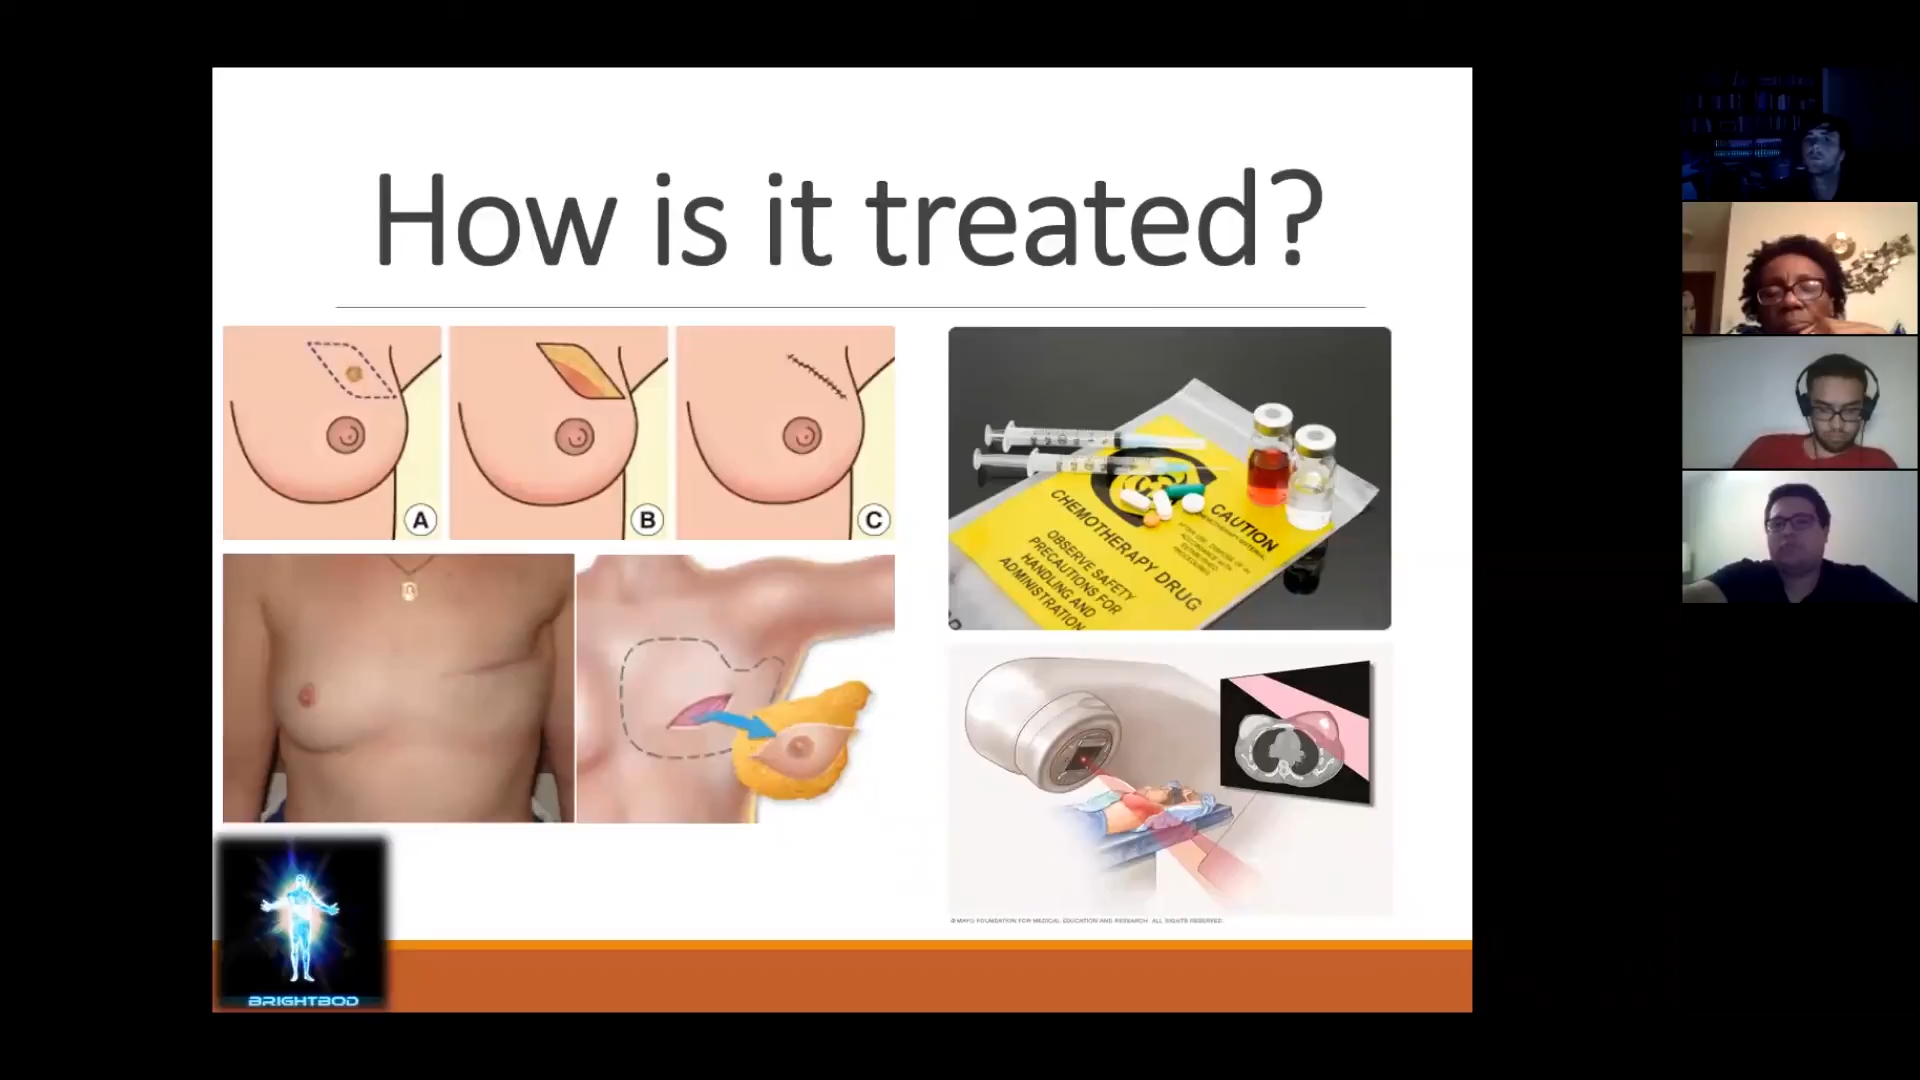 How is it treated?
A
B
C
CAUTION
CHEMOTHERAPY DRUG
OBSERVE SAFETY
PRECAUTIONS FOR
HANDLING AND
ADMINISTRATION
© MAYO FOUNDATION FOR MEDICAL EDUCATION AND RESEARCH. ALL RIGHTS RESERVED.
BRIGHTBOD